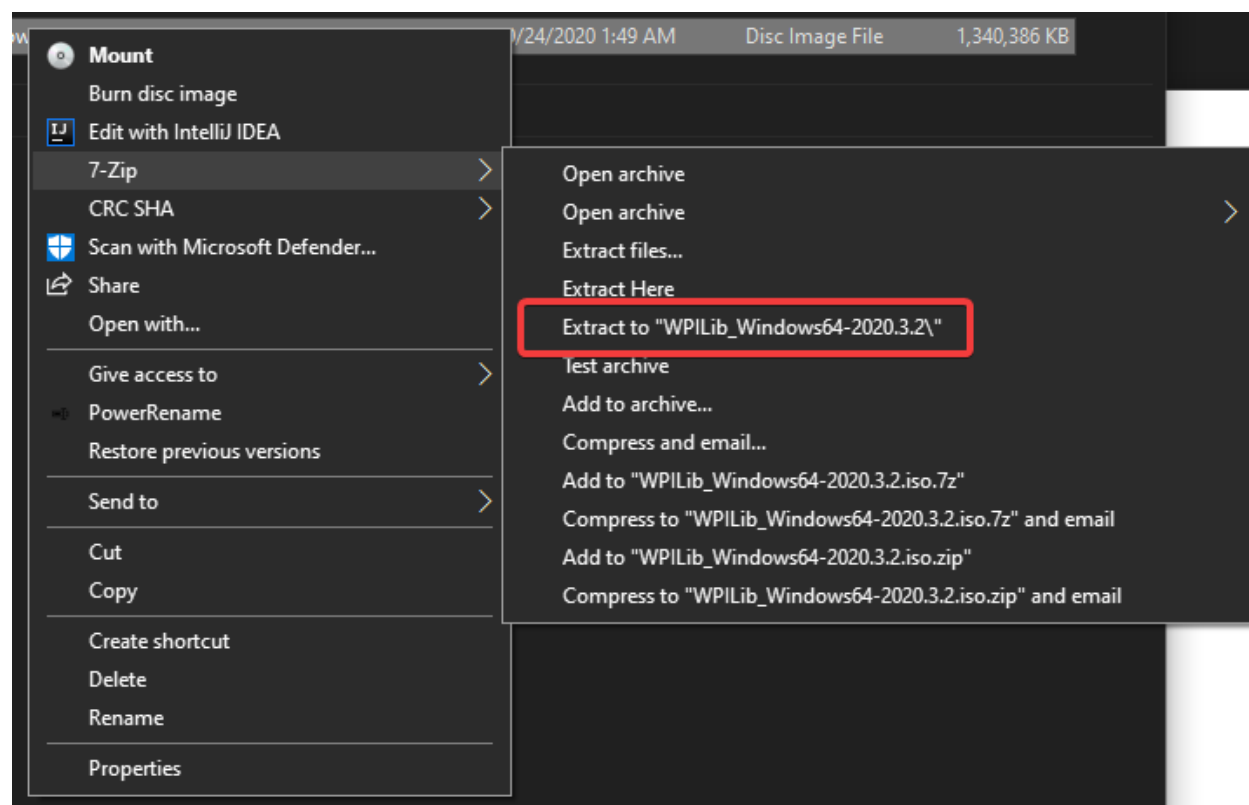 /24/2020 1:49 AM Disc Image File 1,340,386 KB
Mount
Burn disc image
Edit with IntelliJ IDEA
7-Zip
CRC SHA
Scan with Microsoft Defender...
Share
Open with...
Give access to
PowerRename
Restore previous versions
Send to
Cut
Copy
Create shortcut
Delete
Rename
Properties
Open archive
Open archive
Extract files...
Extract Here
Extract to "WPILib_Windows64-2020.3.2\"
Test archive
Add to archive...
Compress and email...
Add to "WPILib_Windows64-2020.3.2.iso.7z"
Compress to "WPILib_Windows64-2020.3.2.iso.7z" and email
Add to "WPILib_Windows64-2020.3.2.iso.zip"
Compress to "WPILib_Windows64-2020.3.2.iso.zip" and email